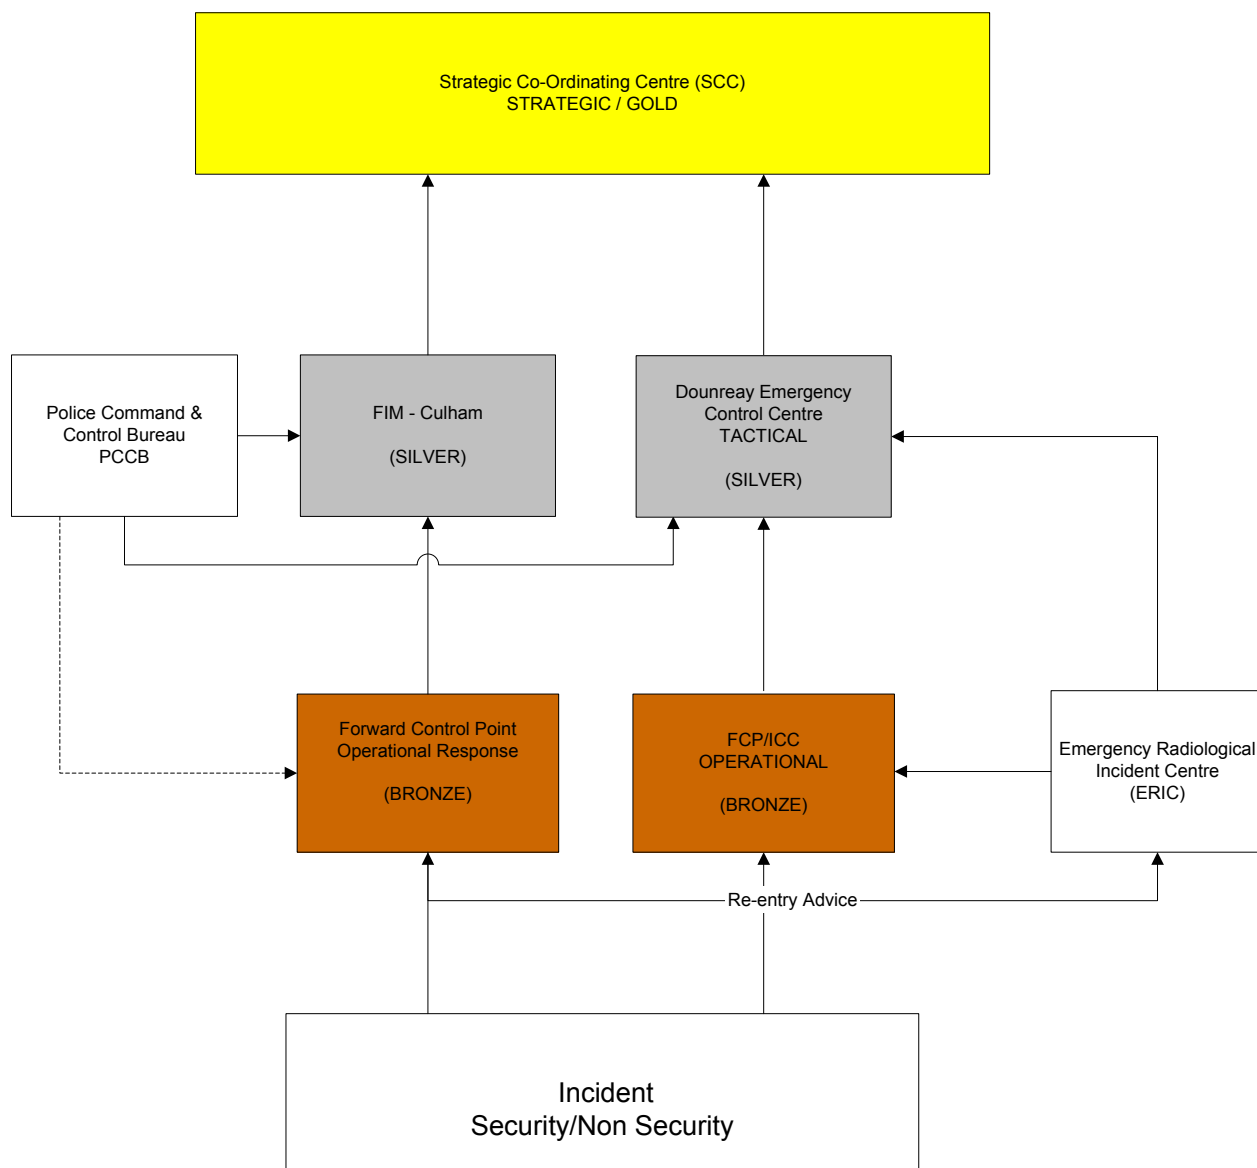 Strategic Co-Ordinating Centre (SCC)
STRATEGIC / GOLD
Police Command &
Control Bureau
PCCB
FIM - Culham
(SILVER)
Dounreay Emergency
Control Centre
TACTICAL
(SILVER)
Forward Control Point
Operational Response
(BRONZE)
FCP/ICC
OPERATIONAL
(BRONZE)
Emergency Radiological
Incident Centre
(ERIC)
Re-entry Advice
Incident
Security/Non Security